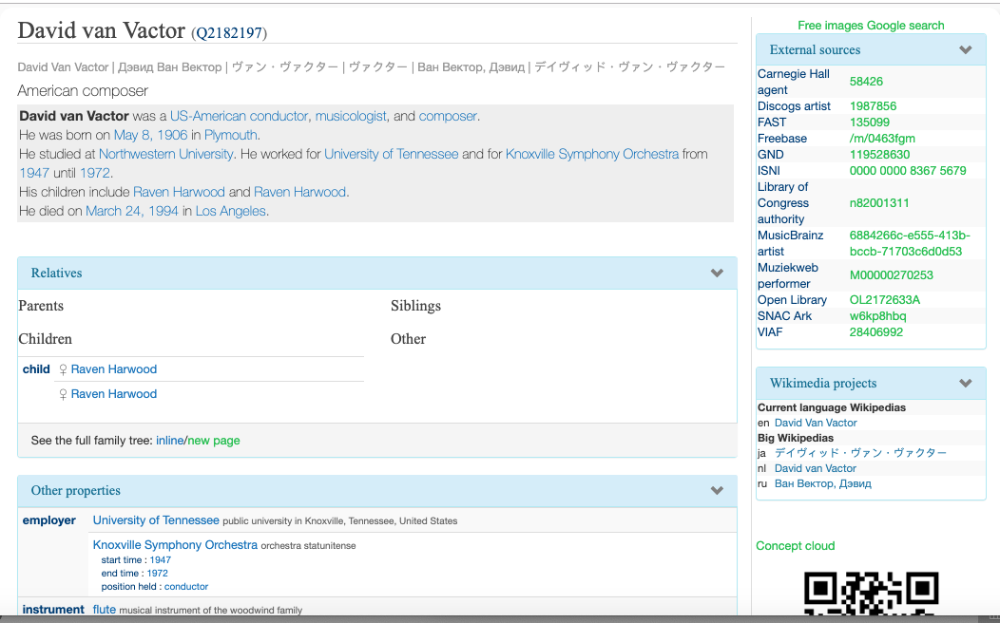 David van Vactor (Q2182197)
David Van Vactor | Дэвид Ван Вектор | ヴァン・ヴァクター | ヴァクター | Ван Вектор, Дэвид | デイヴィッド・ヴァン・ヴァクター
American composer
David van Vactor was a US-American conductor, musicologist, and composer.
He was born on May 8, 1906 in Plymouth.
He studied at Northwestern University. He worked for University of Tennessee and for Knoxville Symphony Orchestra from
1947 until 1972.
His children include Raven Harwood and Raven Harwood.
He died on March 24, 1994 in Los Angeles.
Relatives
Parents
Siblings
Children
Other
child ♀ Raven Harwood
♀ Raven Harwood
See the full family tree: inline/new page
Other properties
employer University of Tennessee public university in Knoxville, Tennessee, United States
Knoxville Symphony Orchestra orchestra statunitense
start time : 1947
end time : 1972
position held : conductor
instrument flute musical instrument of the woodwind family
Free images Google search
External sources
Carnegie Hall
agent 58426
Discogs artist 1987856
FAST 135099
Freebase /m/0463fgm
GND 119528630
ISNI 0000 0000 8367 5679
Library of
Congress n82001311
authority
MusicBrainz 6884266c-e555-413b-
artist bccb-71703c6d0d53
Muziekweb
performer M00000270253
Open Library OL2172633A
SNAC Ark w6kp8hbq
VIAF 28406992
Wikimedia projects
Current language Wikipedias
en David Van Vactor
Big Wikipedias
ja デイヴィッド・ヴァン・ヴァクター
nl David van Vactor
ru Ван Вектор, Дэвид
Concept cloud